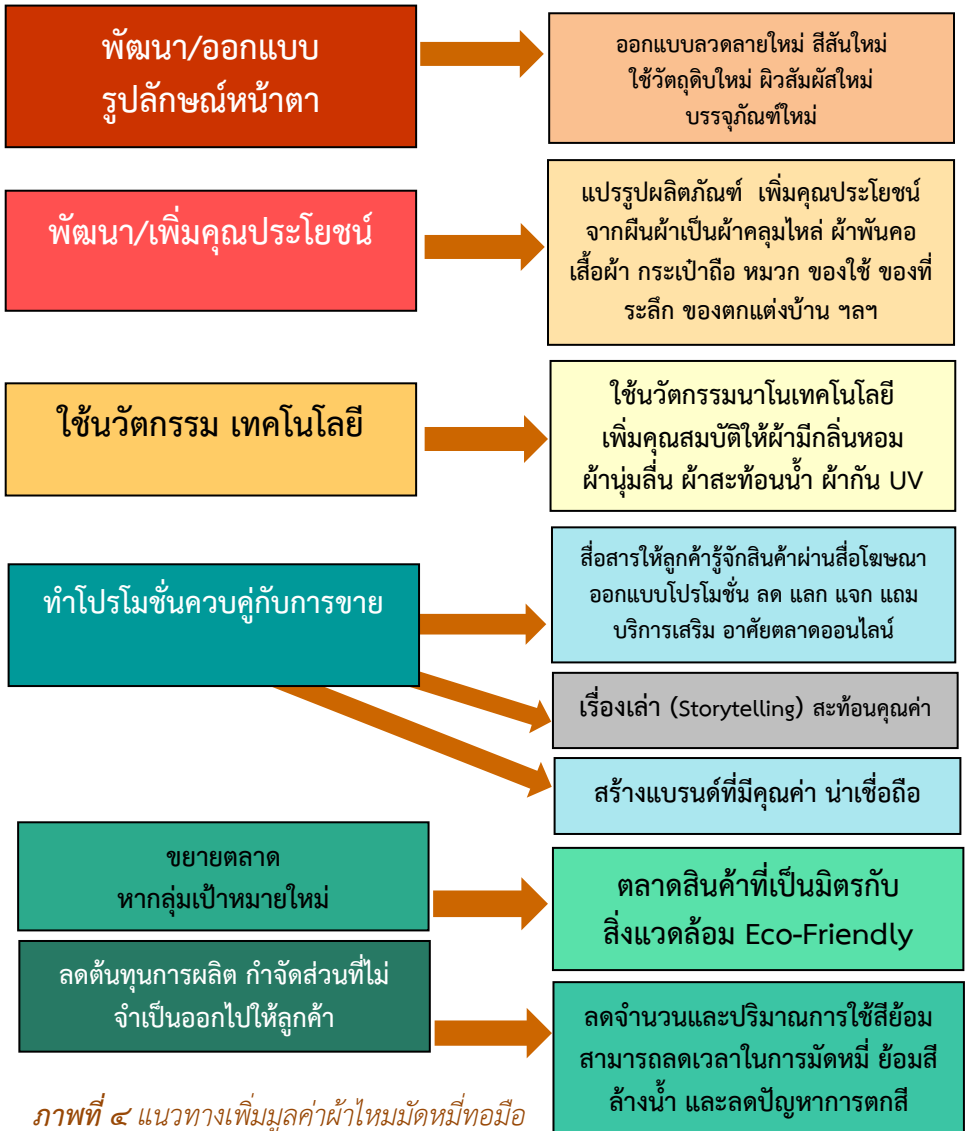 พัฒนา/ออกแบบ
รูปลักษณ์หน้าตา
ออกแบบลวดลายใหม่ สีสันใหม่
ใช้วัตถุดิบใหม่ ผิวสัมผัสใหม่
บรรจุภัณฑ์ใหม่
พัฒนา/เพิ่มคุณประโยชน์
แปรรูปผลิตภัณฑ์ เพิ่มคุณประโยชน์
จากผืนผ้าเป็นผ้าคลุมไหล่ ผ้าพันคอ
เสื้อผ้า กระเป๋าถือ หมวก ของใช้ ของที่
ระลึก ของตกแต่งบ้าน ฯลฯ
ใช้นวัตกรรม เทคโนโลยี
ใช้นวัตกรรมนาโนเทคโนโลยี
เพิ่มคุณสมบัติให้ผ้ามีกลิ่นหอม
ผ้านุ่มลื่น ผ้าสะท้อนน้ำ ผ้ากัน UV
ทำโปรโมชั่นควบคู่กับการขาย
สื่อสารให้ลูกค้ารู้จักสินค้าผ่านสื่อโฆษณา
ออกแบบโปรโมชั่น ลด แลก แจก แถม
บริการเสริม อาศัยตลาดออนไลน์
เรื่องเล่า (Storytelling) สะท้อนคุณค่า
สร้างแบรนด์ที่มีคุณค่า น่าเชื่อถือ
ขยายตลาด
หากลุ่มเป้าหมายใหม่
ตลาดสินค้าที่เป็นมิตรกับ
สิ่งแวดล้อม Eco-Friendly
ลดต้นทุนการผลิต กำจัดส่วนที่ไม่
จำเป็นออกไปให้ลูกค้า
ลดจำนวนและปริมาณการใช้สีย้อม
สามารถลดเวลาในการมัดหมี่ ย้อมสี
ล้างน้ำ และลดปัญหาการตกสี
ภาพที่ ๔ แนวทางเพิ่มมูลค่าผ้าไหมมัดหมี่ทอมือ